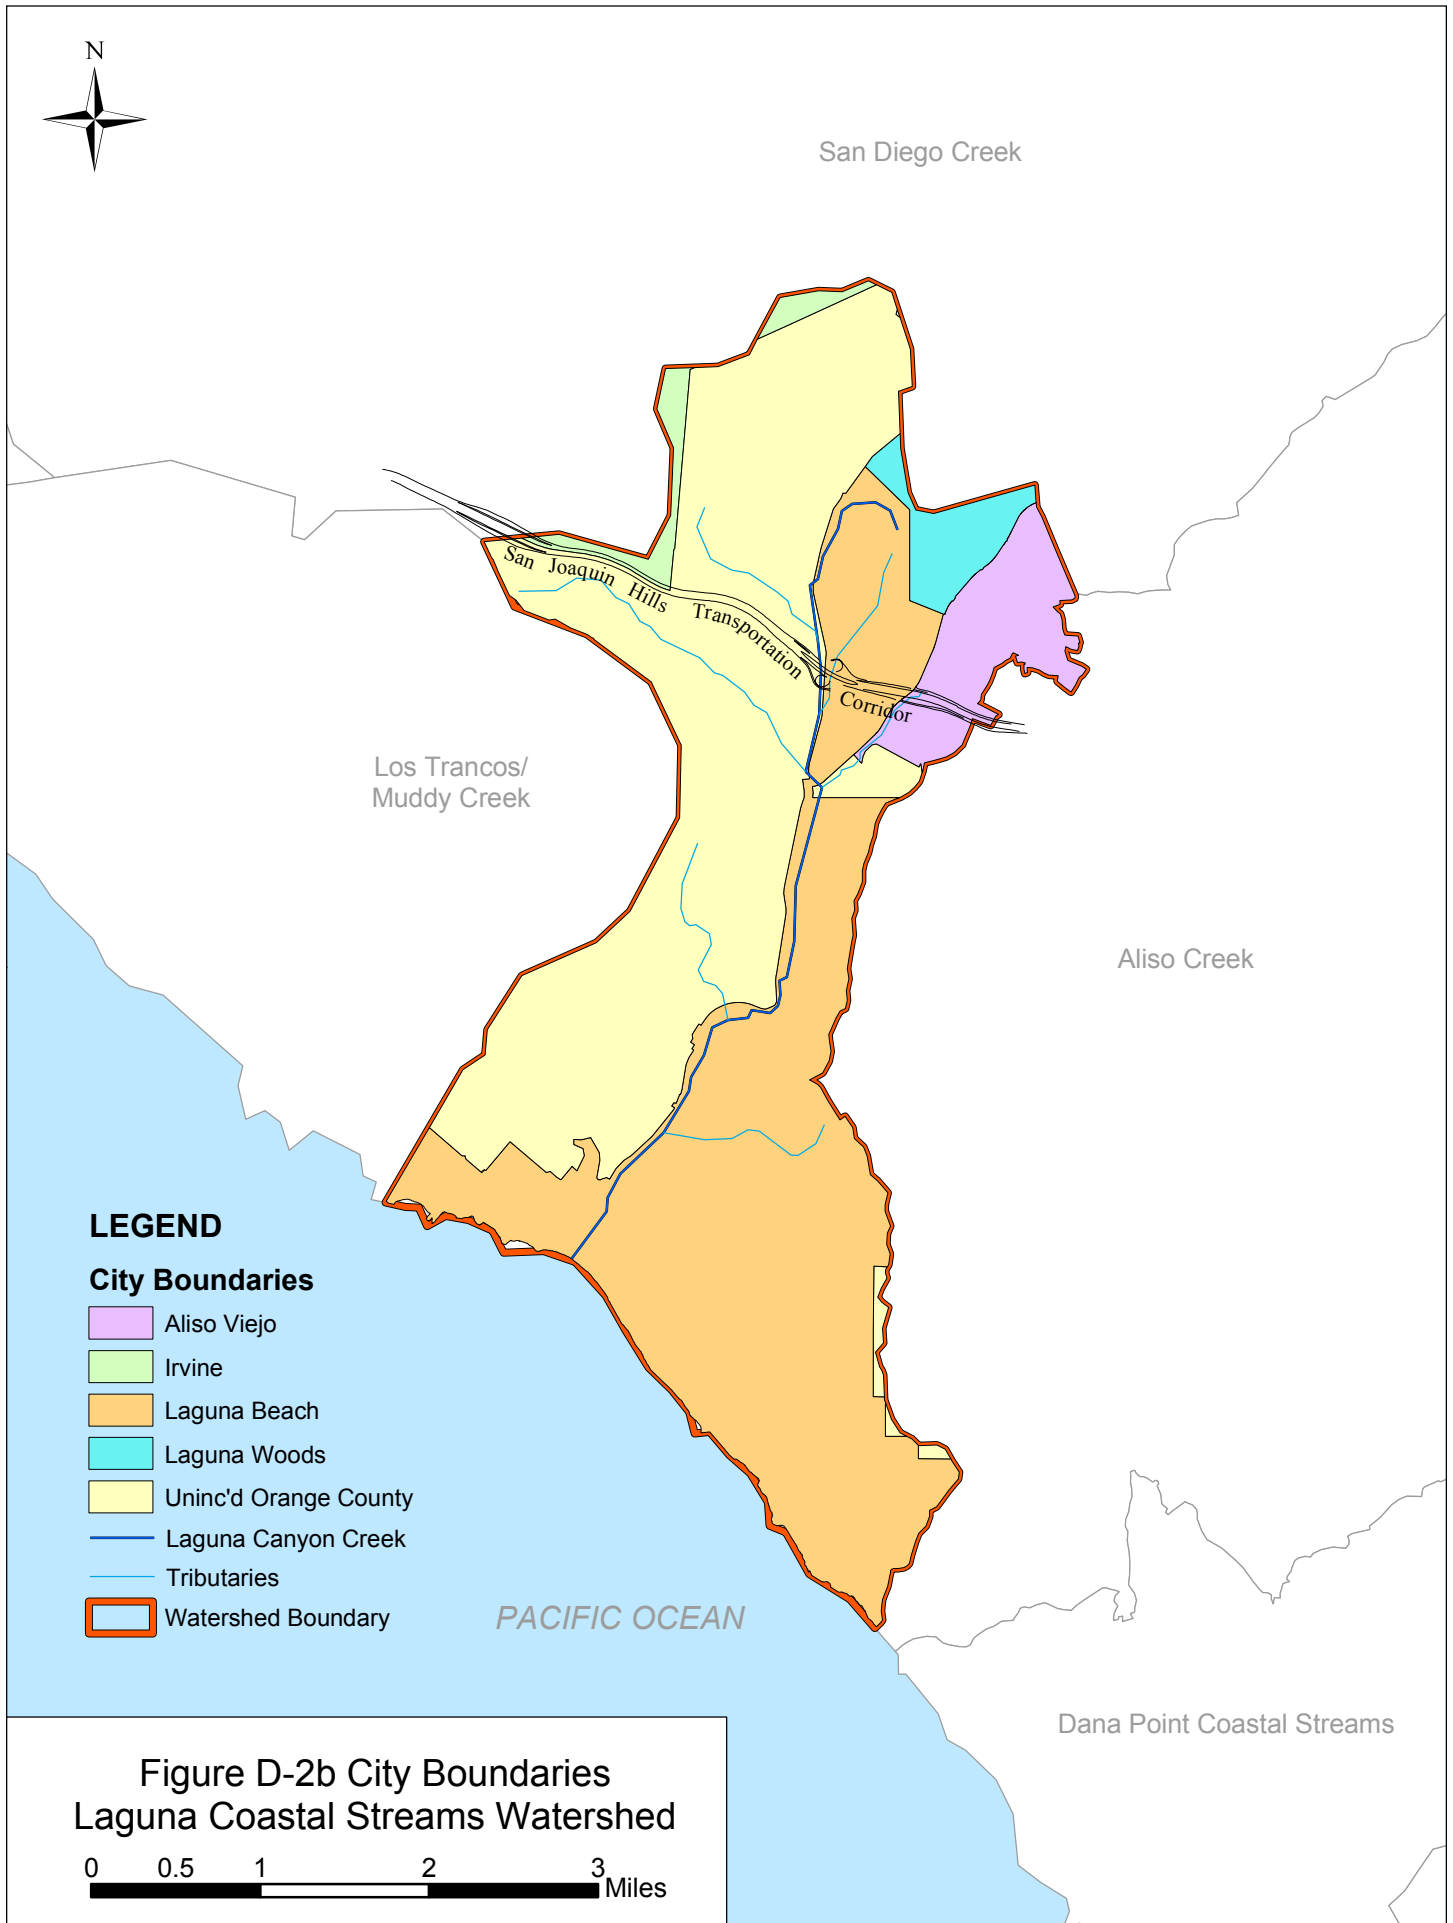 N
San Diego Creek
San Joaquin Hills Transportation Corridor
Los Trancos/
Muddy Creek
Aliso Creek
LEGEND
City Boundaries
Aliso Viejo
Irvine
Laguna Beach
Laguna Woods
Uninc'd Orange County
Laguna Canyon Creek
Tributaries
Watershed Boundary
PACIFIC OCEAN
Dana Point Coastal Streams
Figure D-2b City Boundaries
Laguna Coastal Streams Watershed
0 0.5 1 2 3
Miles